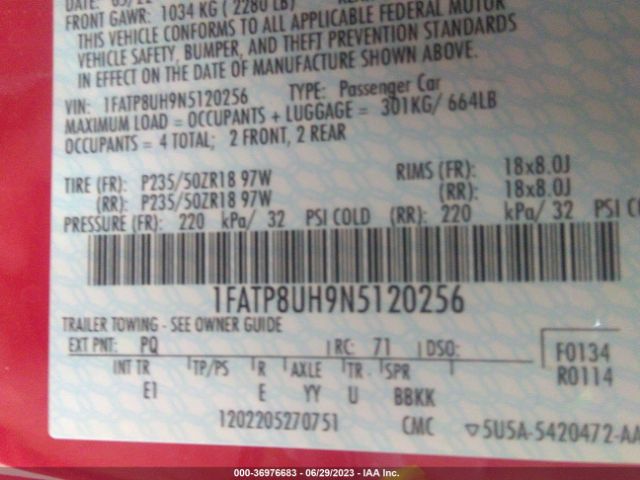 DATE: 05/22
FRONT GAWR: 1034 KG ( 2280 LB)
THIS VEHICLE CONFORMS TO ALL APPLICABLE FEDERAL MOTOR
VEHICLE SAFETY, BUMPER, AND THEFT PREVENTION STANDARDS
IN EFFECT ON THE DATE OF MANUFACTURE SHOWN ABOVE.
VIN: 1FATP8UH9N5120256 TYPE: Passenger Car
MAXIMUM LOAD = OCCUPANTS + LUGGAGE = 301KG/ 664LB
OCCUPANTS = 4 TOTAL; 2 FRONT, 2 REAR
TIRE (FR): P235/50ZR18 97W RIMS (FR): 18x8.0J
(RR): P235/50ZR18 97W (RR): 18x8.0J
PRESSURE (FR): 220 kPa/ 32 PSI COLD (RR): 220 kPa/ 32 PSI CO
1FATP8UH9N5120256
TRAILER TOWING - SEE OWNER GUIDE
EXT PNT: PQ RC: 71 DSO: F0134
INT TR TP/PS R AXLE TR SPR R0114
E1 E YY U BBKK
1202205270751 CMC ▽5U5A-5420472-AA
000-36976683 - 06/29/2023 - IAA Inc.